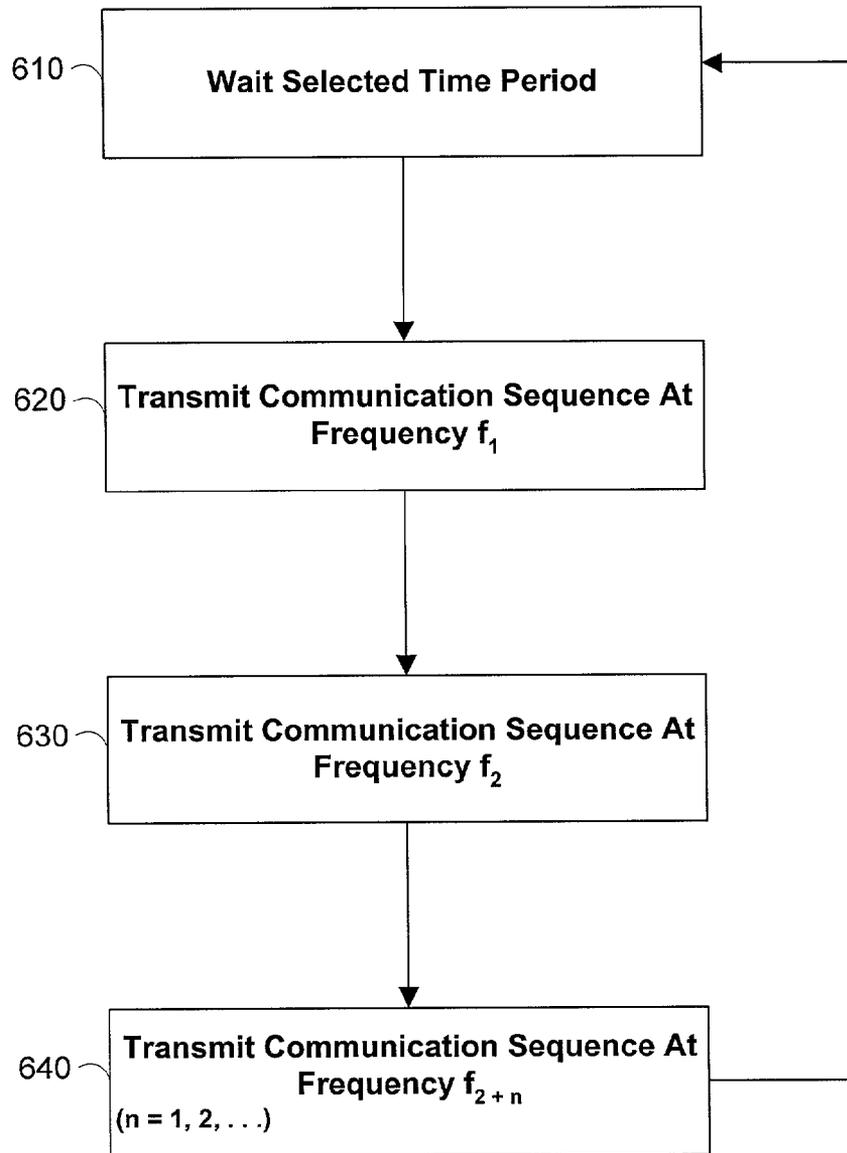 610
Wait Selected Time Period
620
Transmit Communication Sequence At
Frequency f₁
630
Transmit Communication Sequence At
Frequency f₂
640
Transmit Communication Sequence At
Frequency f₂ ₊ ₙ
(n = 1, 2, . . .)